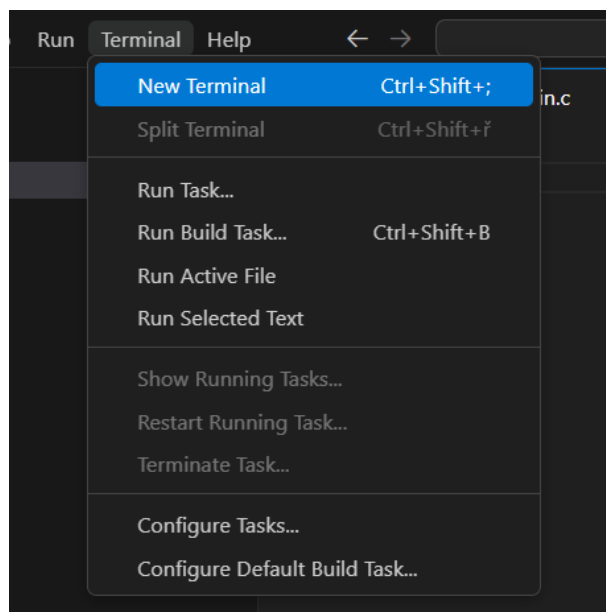 Run Terminal Help ← →
in.c
New Terminal Ctrl+Shift+;
Split Terminal Ctrl+Shift+ř
Run Task...
Run Build Task... Ctrl+Shift+B
Run Active File
Run Selected Text
Show Running Tasks...
Restart Running Task...
Terminate Task...
Configure Tasks...
Configure Default Build Task...